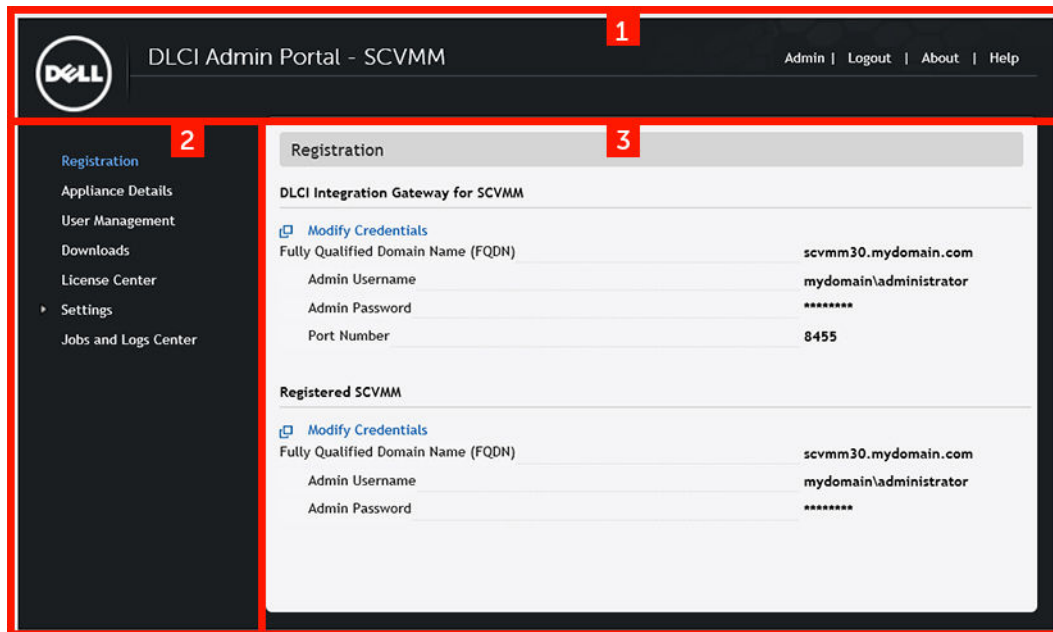 1
DELL
DLCI Admin Portal - SCVMM
Admin | Logout | About | Help
2
Registration
Appliance Details
User Management
Downloads
License Center
Settings
Jobs and Logs Center
3
Registration
DLCI Integration Gateway for SCVMM
Modify Credentials
Fully Qualified Domain Name (FQDN) scvmm30.mydomain.com
Admin Username mydomain\administrator
Admin Password ********
Port Number 8455
Registered SCVMM
Modify Credentials
Fully Qualified Domain Name (FQDN) scvmm30.mydomain.com
Admin Username mydomain\administrator
Admin Password ********